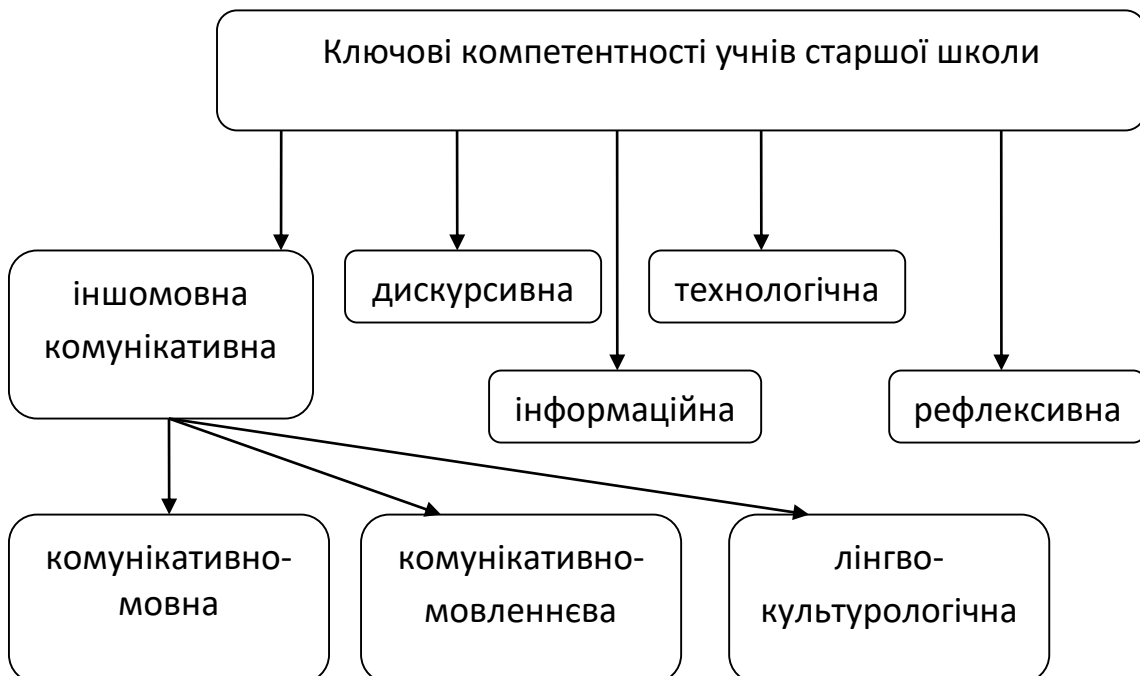 Ключові компетентності учнів старшої школи
іншомовна
комунікативна
дискурсивна
технологічна
інформаційна
рефлексивна
комунікативно-
мовна
комунікативно-
мовленнєва
лінгво-
культурологічна